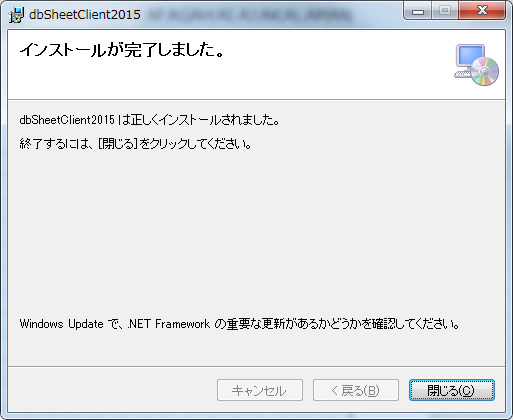 dbSheetClient2015
インストールが完了しました。
dbSheetClient2015 は正しくインストールされました。
終了するには、[閉じる]をクリックしてください。
Windows Update で、.NET Framework の重要な更新があるかどうかを確認してください。
キャンセル
< 戻る(B)
閉じる(C)